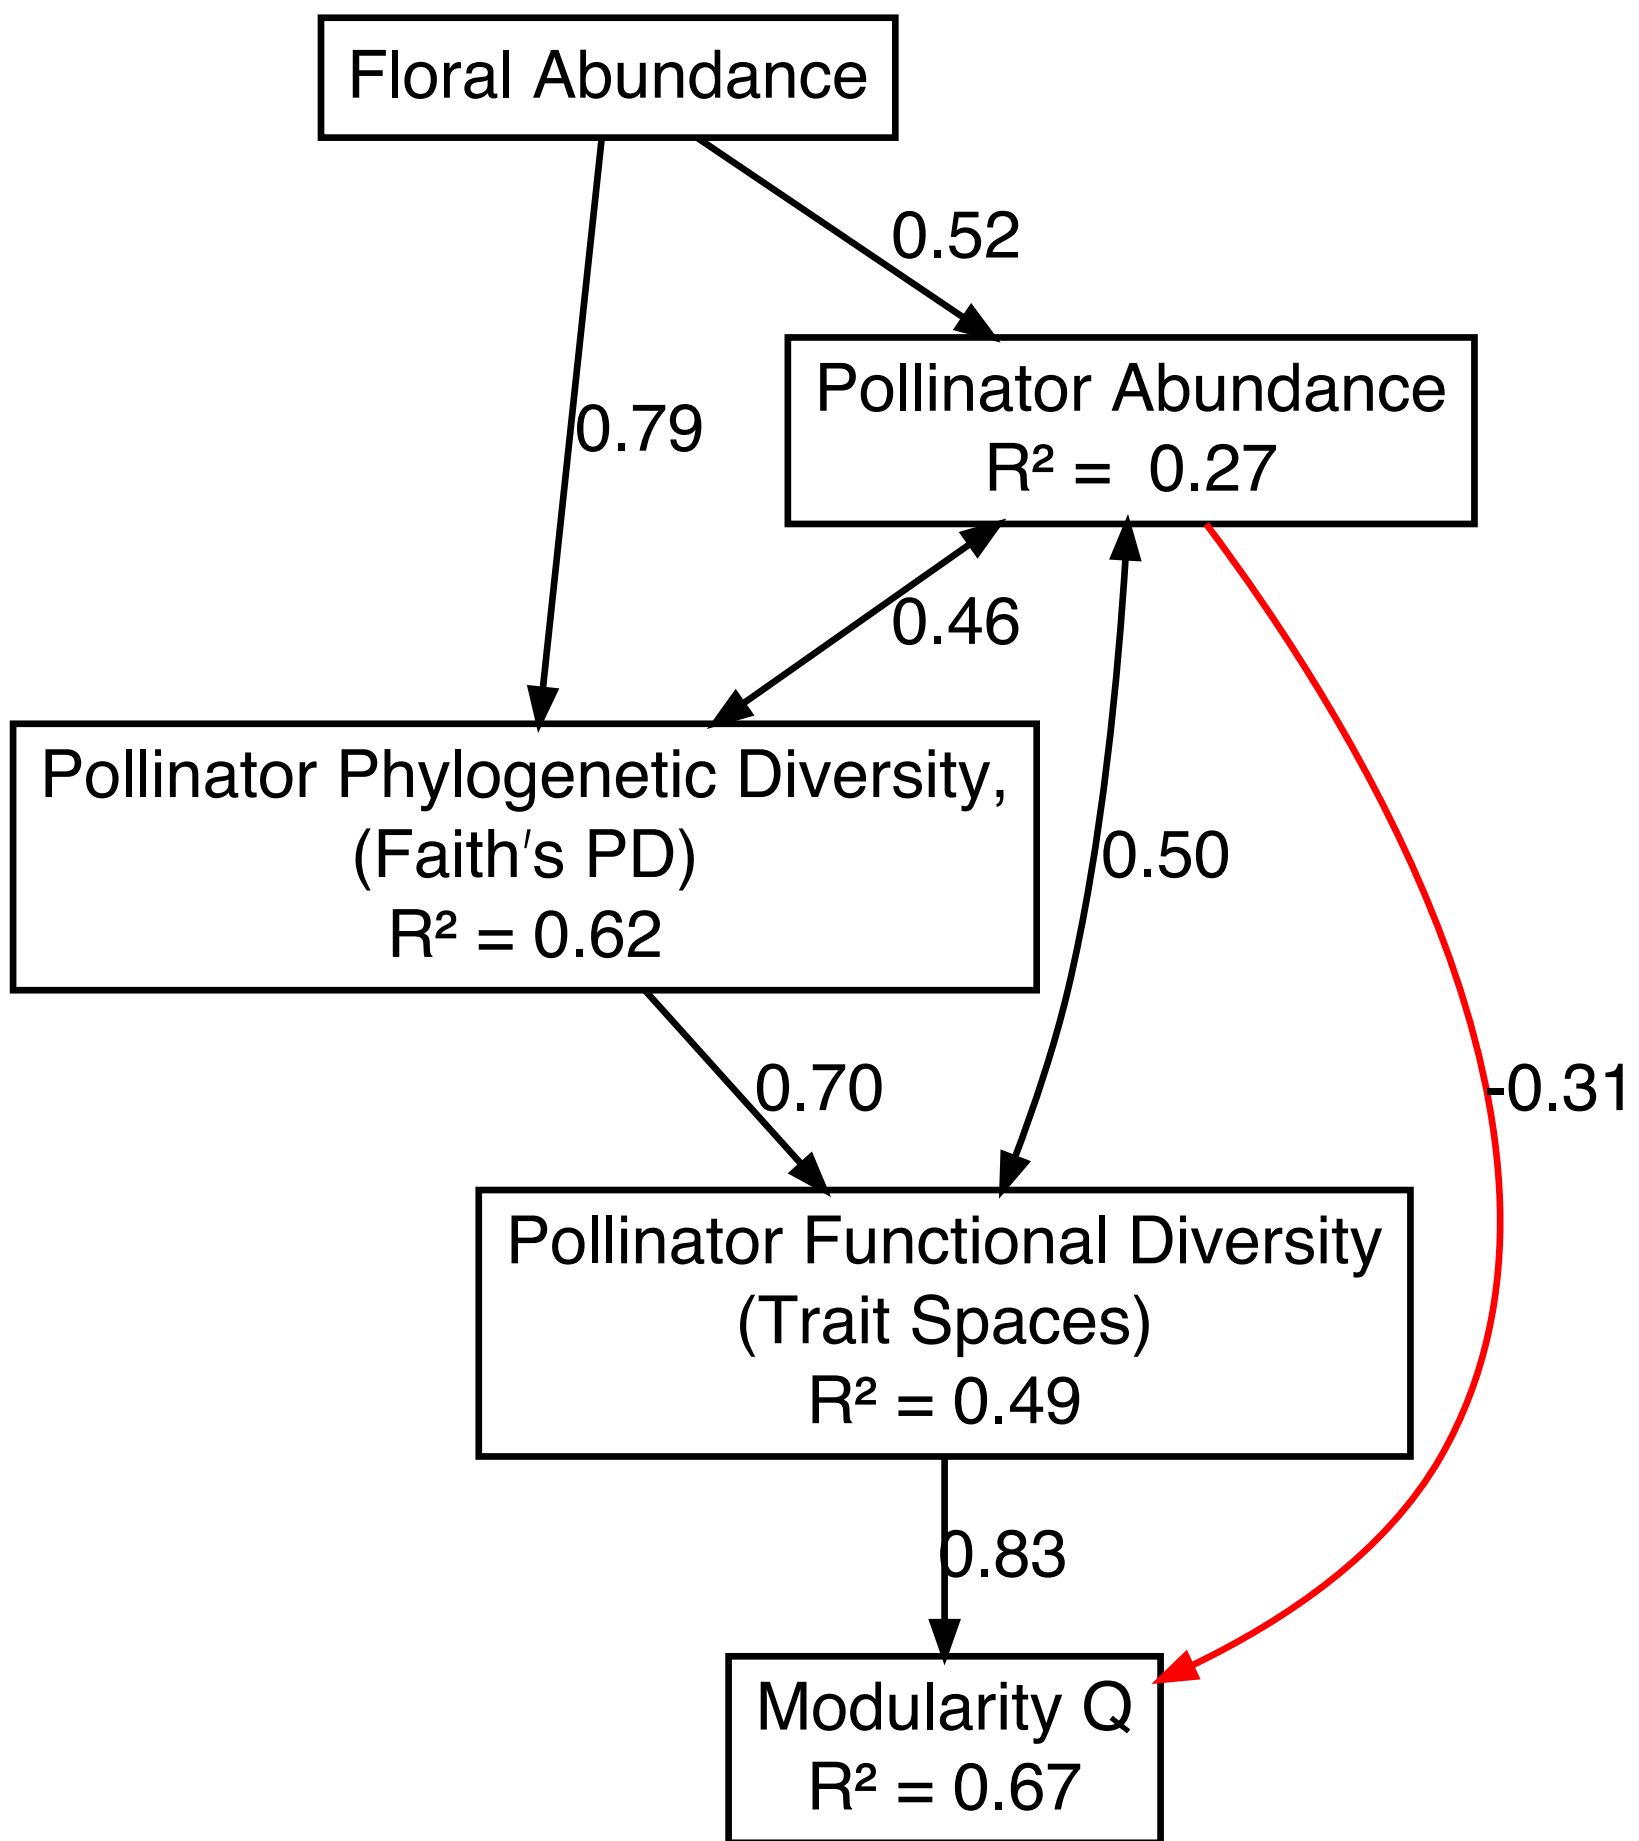 Floral Abundance
0.52
Pollinator Abundance
R² =  0.27
0.79
0.46
Pollinator Phylogenetic Diversity,
(Faith's PD)
R² = 0.62
0.50
0.70
-0.31
Pollinator Functional Diversity
(Trait Spaces)
R² = 0.49
0.83
Modularity Q
R² = 0.67